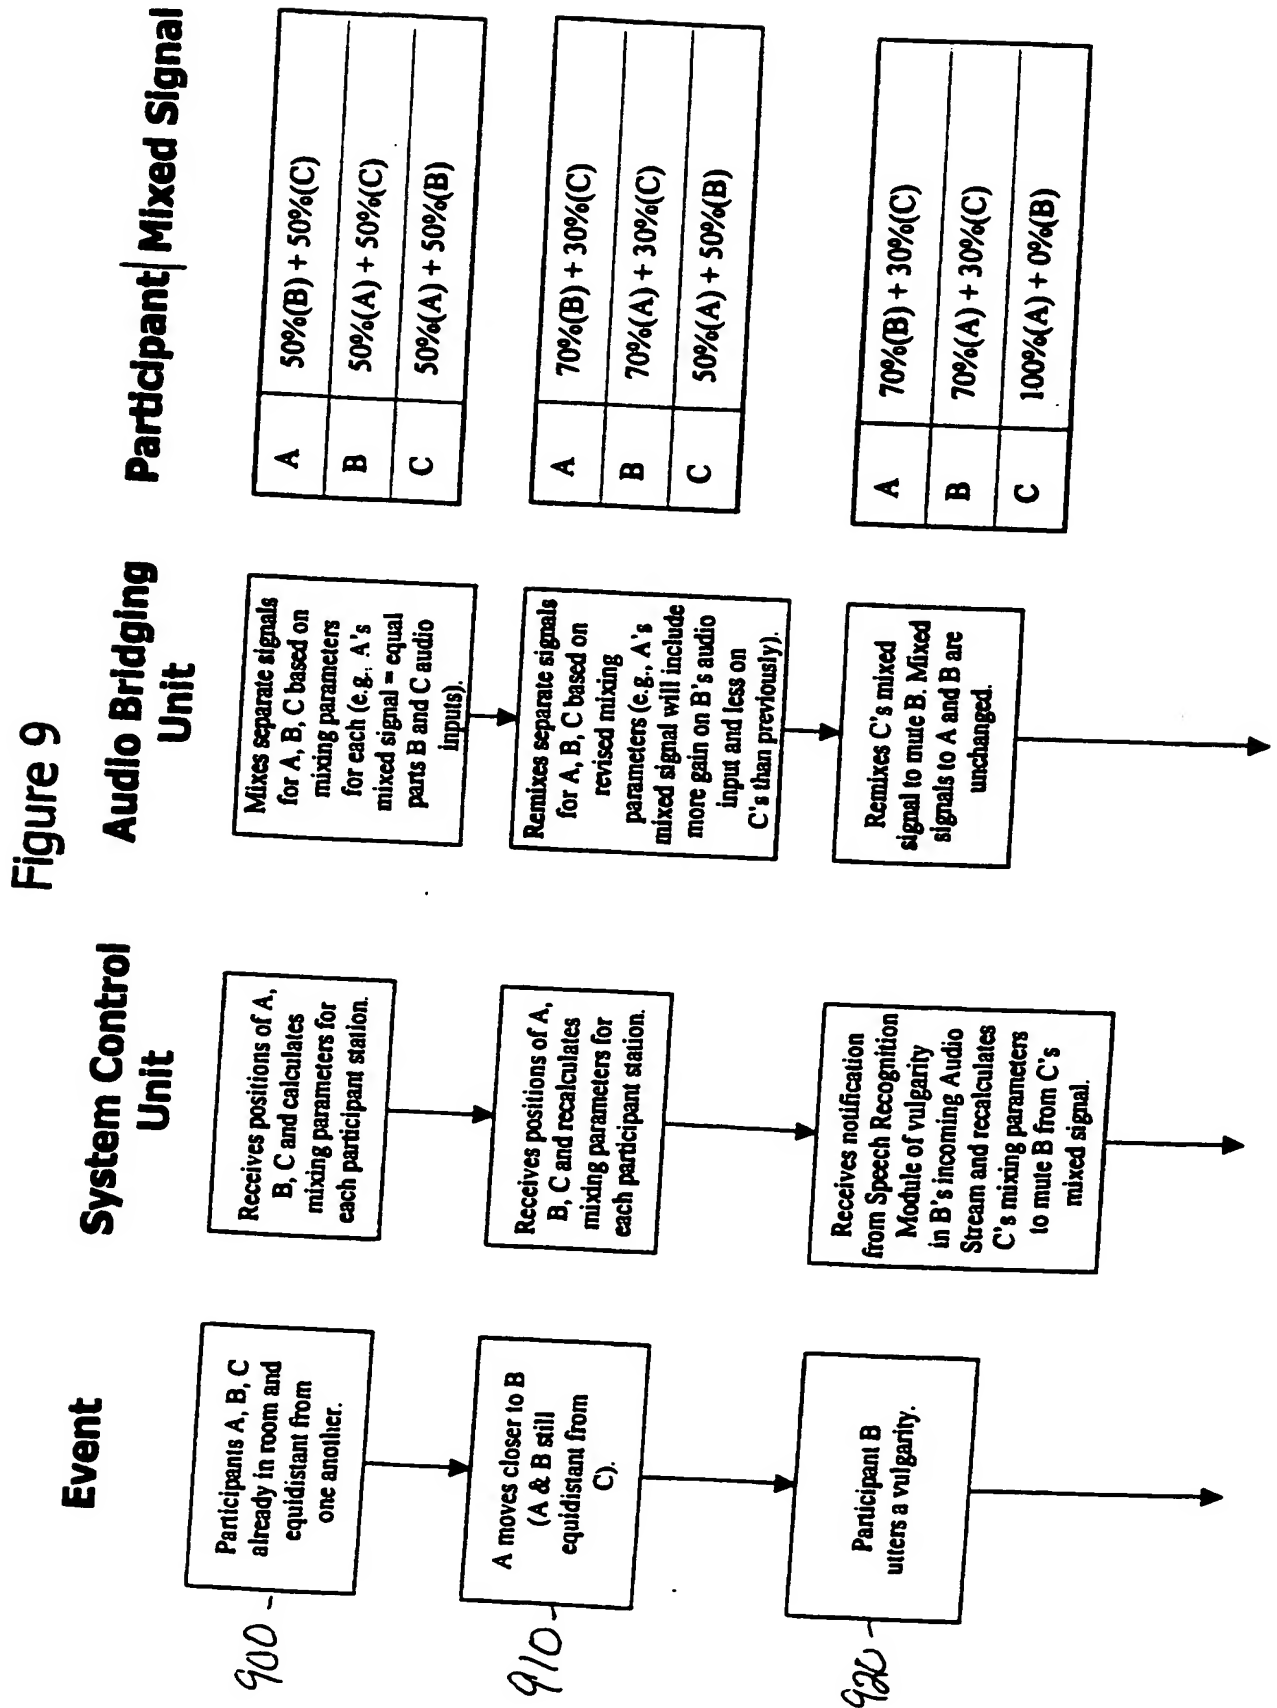 Figure 9
Event
System Control
Unit
Audio Bridging
Unit
Participant | Mixed Signal
900
Participants A, B, C
already in room and
equidistant from
one another.
Receives positions of A,
B, C and calculates
mixing parameters for
each participant station.
Mixes separate signals
for A, B, C based on
mixing parameters
for each (e.g., A's
mixed signal = equal
parts B and C audio
inputs).
A 50%(B) + 50%(C)
B 50%(A) + 50%(C)
C 50%(A) + 50%(B)
910
A moves closer to B
(A & B still
equidistant from
C).
Receives positions of A,
B, C and recalculates
mixing parameters for
each participant station.
Remixes separate signals
for A, B, C based on
revised mixing
parameters (e.g., A's
mixed signal will include
more gain on B's audio
input and less on
C's than previously).
A 70%(B) + 30%(C)
B 70%(A) + 30%(C)
C 50%(A) + 50%(B)
920
Participant B
utters a vulgarity.
Receives notification
from Speech Recognition
Module of vulgarity
in B's incoming Audio
Stream and recalculates
C's mixing parameters
to mute B from C's
mixed signal.
Remixes C's mixed
signal to mute B. Mixed
signals to A and B are
unchanged.
A 70%(B) + 30%(C)
B 70%(A) + 30%(C)
C 100%(A) + 0%(B)